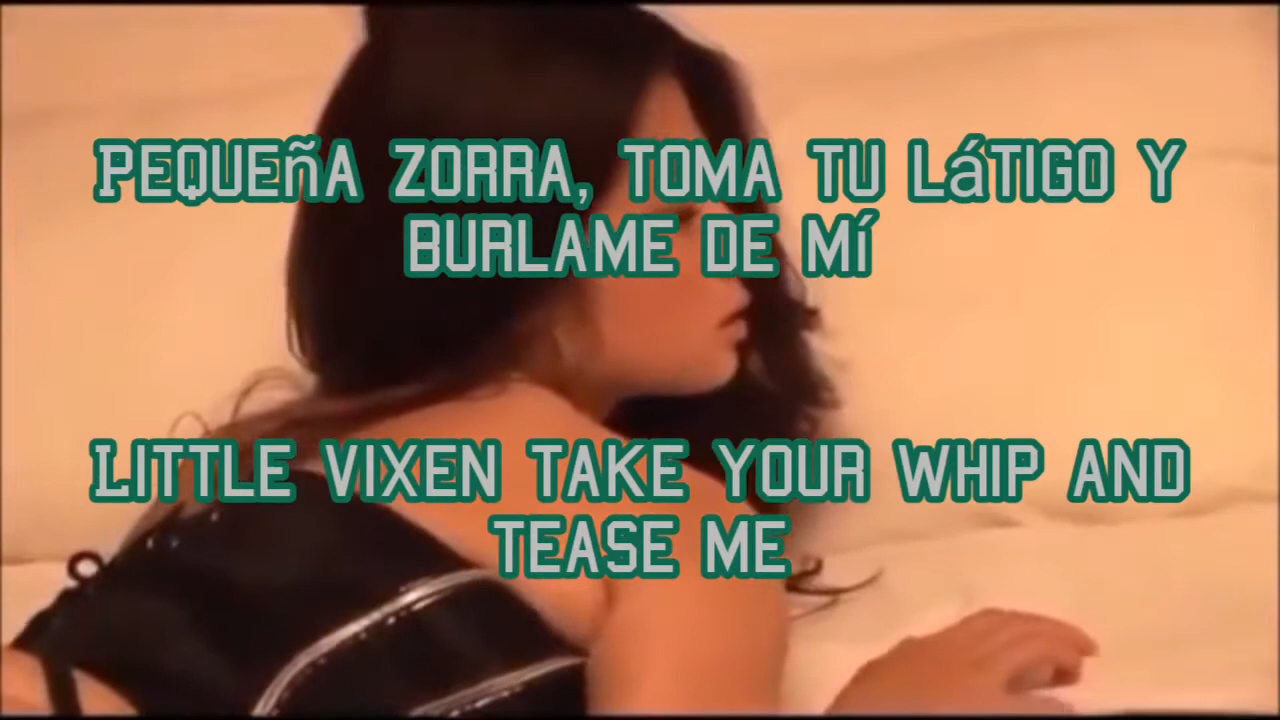 Pequeña zorra, toma tu látigo y
burlame de mí
Little vixen take your whip and
tease me